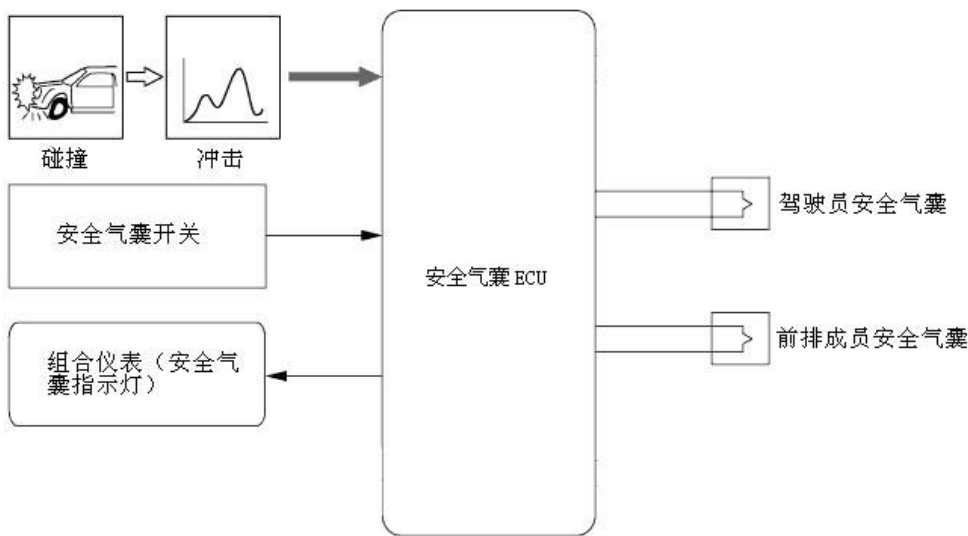 碰撞
冲击
安全气囊开关
组合仪表（安全气
囊指示灯）
安全气囊 ECU
驾驶员安全气囊
前排成员安全气囊